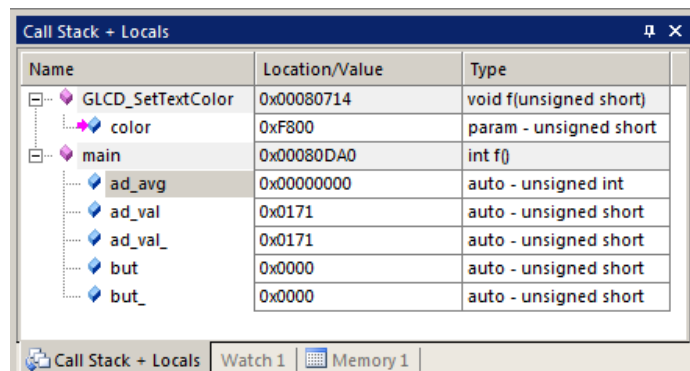 Call Stack + Locals
Name Location/Value Type
GLCD_SetTextColor 0x00080714 void f(unsigned short)
color 0xF800 param - unsigned short
main 0x00080DA0 int f()
ad_avg 0x00000000 auto - unsigned int
ad_val 0x0171 auto - unsigned short
ad_val_ 0x0171 auto - unsigned short
but 0x0000 auto - unsigned short
but_ 0x0000 auto - unsigned short
Call Stack + Locals Watch 1 Memory 1